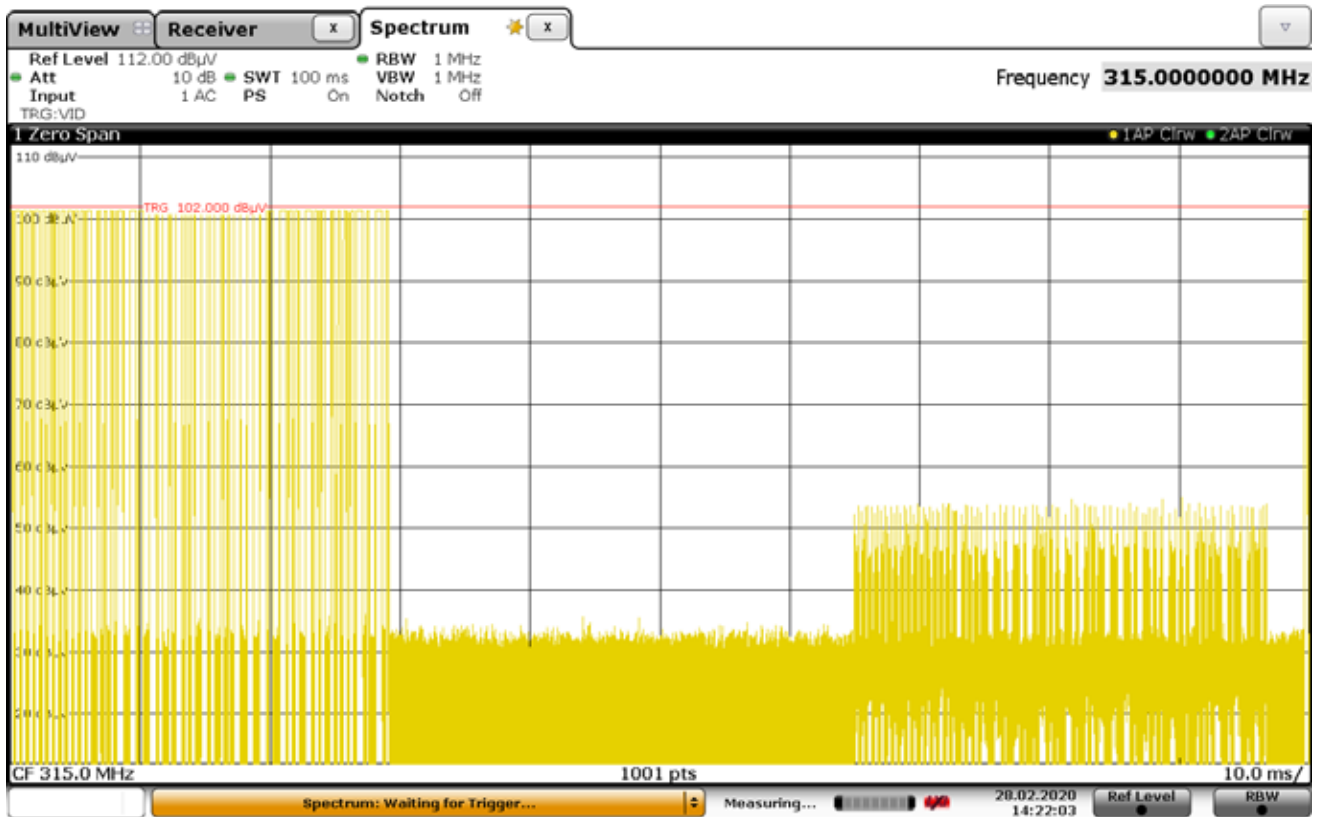 MultiView Receiver X Spectrum X
Ref Level 112.00 dBµV RBW 1 MHz
Att 10 dB SWT 100 ms VBW 1 MHz Frequency 315.0000000 MHz
Input 1 AC PS On Notch Off
TRG:VID
1 Zero Span 1AP Clrw 2AP Clrw
110 dBµV
TRG 102.000 dBµV
CF 315.0 MHz 1001 pts 10.0 ms/
Spectrum: Waiting for Trigger... Measuring... 28.02.2020 Ref Level RBW
14:22:03